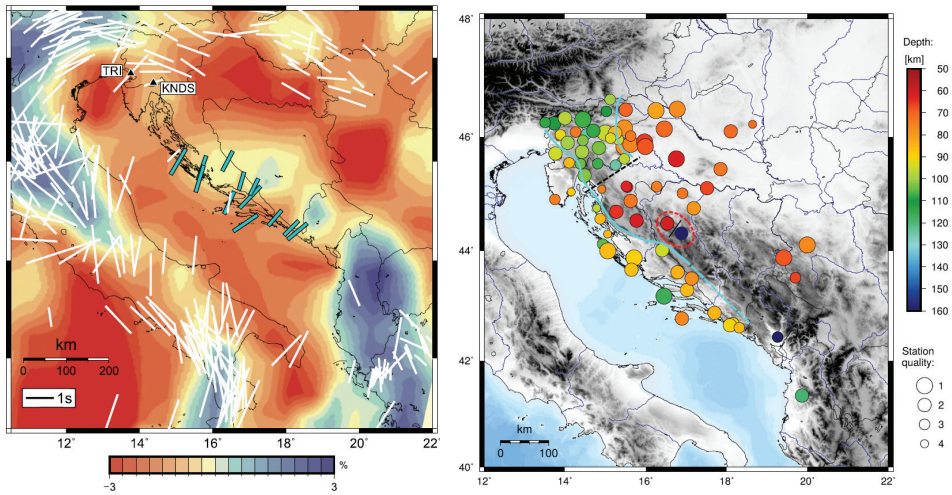 TRI
KNDS
km
0 100 200
1s
12˚ 14˚ 16˚ 18˚ 20˚ 22˚
−3 3
%
48˚
46˚
44˚
42˚
40˚
km
0 100
12˚ 14˚ 16˚ 18˚ 20˚ 22˚
Depth:
[km]
50
60
70
80
90
100
110
120
130
140
150
160
Station
quality:
1
2
3
4